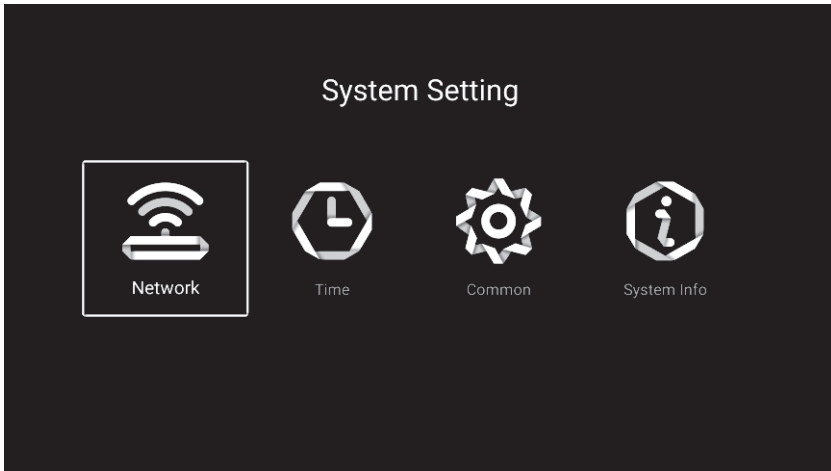 System Setting
Network
Time
Common
System Info